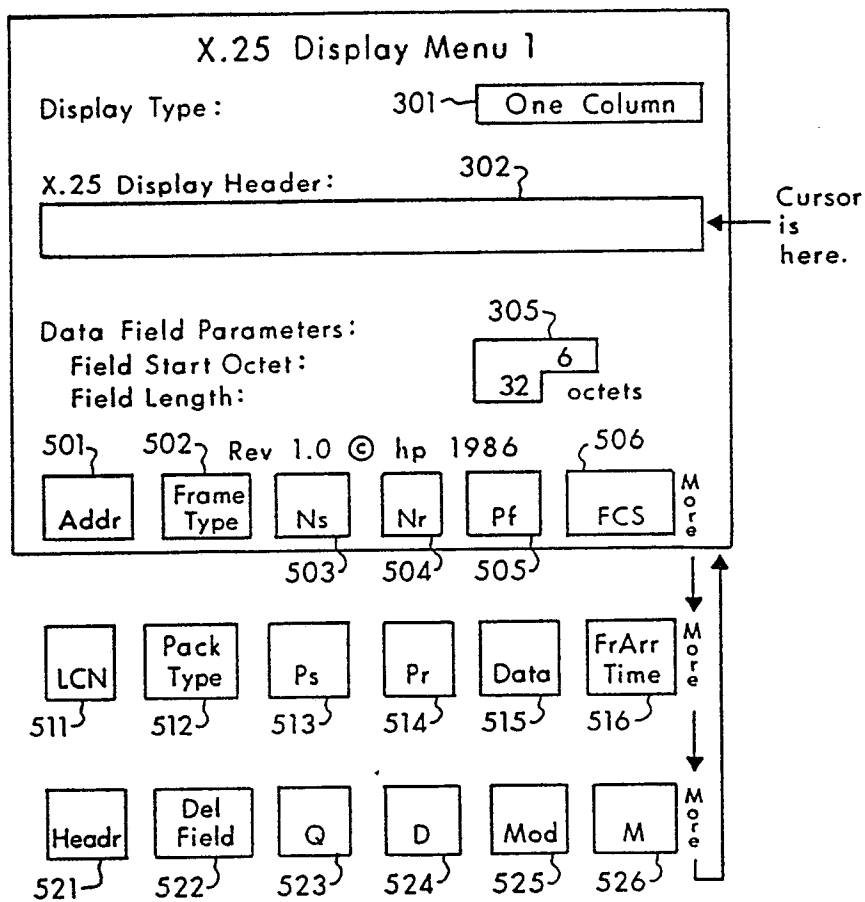 X.25 Display Menu 1
Display Type: 301 One Column
X.25 Display Header: 302
Cursor
is
here.
Data Field Parameters: 305
Field Start Octet: 6
Field Length: 32 octets
501 502 Rev 1.0 © hp 1986 506
Addr Frame Type Ns Nr Pf FCS More
503 504 505
LCN Pack Type Ps Pr Data FrArr Time More
511 512 513 514 515 516
Headr Del Field Q D Mod M More
521 522 523 524 525 526